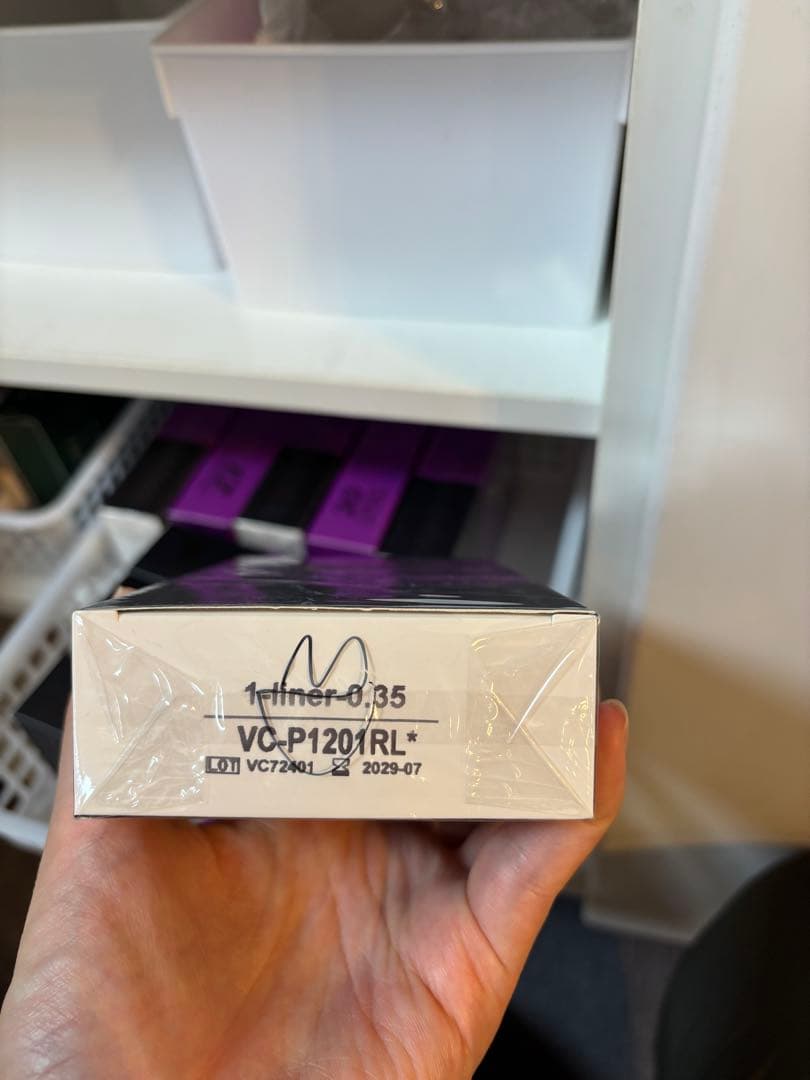 1-liner-0.35
VC-P1201RL*
LOT VC72401 2029-07